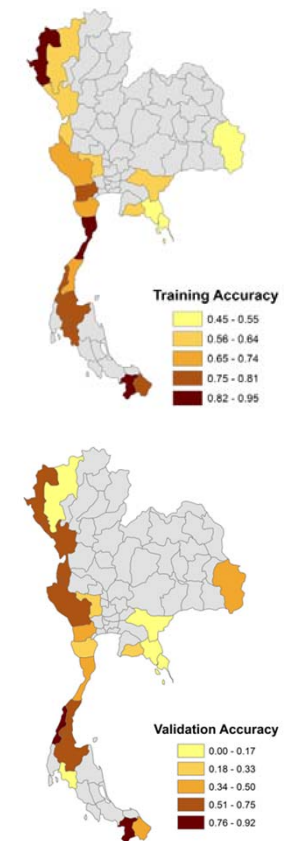 Training Accuracy
0.45 - 0.55
0.56 - 0.64
0.65 - 0.74
0.75 - 0.81
0.82 - 0.95
Validation Accuracy
0.00 - 0.17
0.18 - 0.33
0.34 - 0.50
0.51 - 0.75
0.76 - 0.92